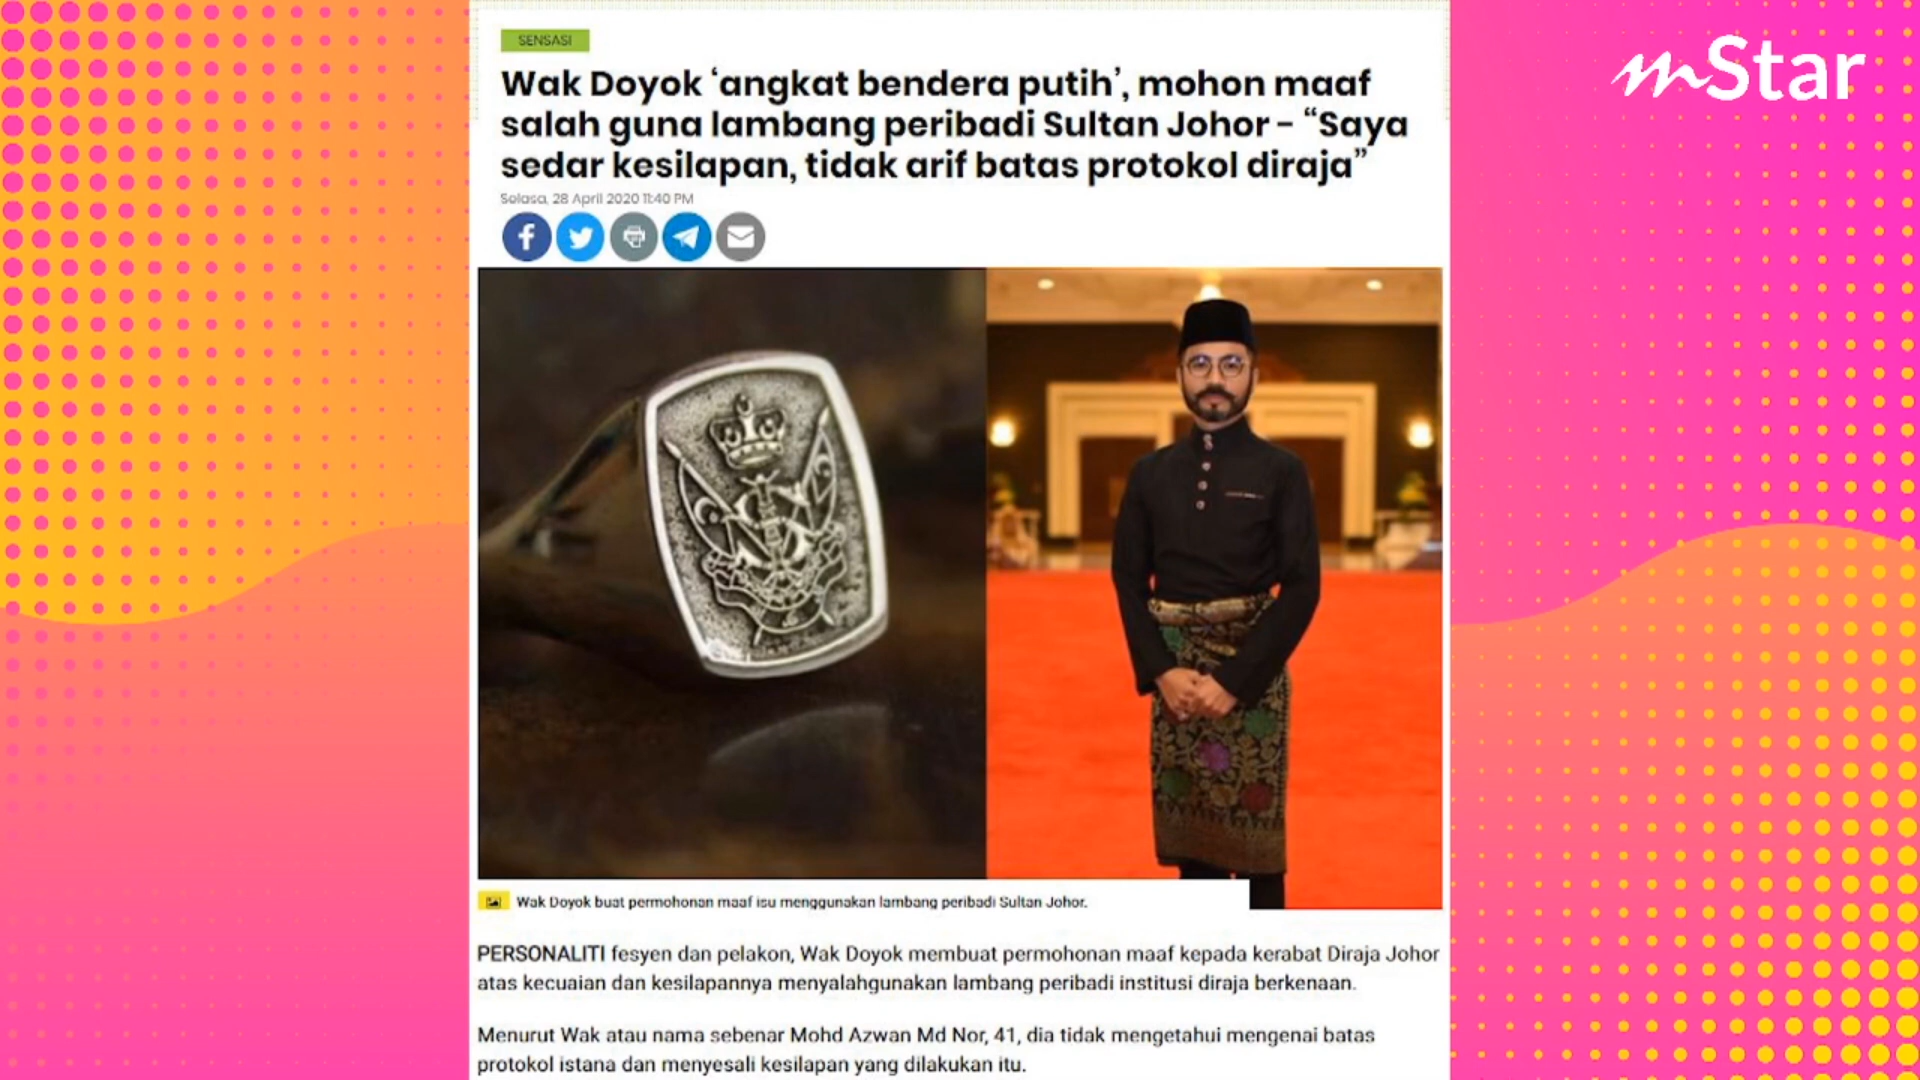 mStar
SENSASI
Wak Doyok ‘angkat bendera putih’, mohon maaf
salah guna lambang peribadi Sultan Johor – “Saya
sedar kesilapan, tidak arif batas protokol diraja”
Selasa, 28 April 2020 11:40 PM
Wak Doyok buat permohonan maaf isu menggunakan lambang peribadi Sultan Johor.
PERSONALITI fesyen dan pelakon, Wak Doyok membuat permohonan maaf kepada kerabat Diraja Johor
atas kecuaian dan kesilapannya menyalahgunakan lambang peribadi institusi diraja berkenaan.
Menurut Wak atau nama sebenar Mohd Azwan Md Nor, 41, dia tidak mengetahui mengenai batas
protokol istana dan menyesali kesilapan yang dilakukan itu.